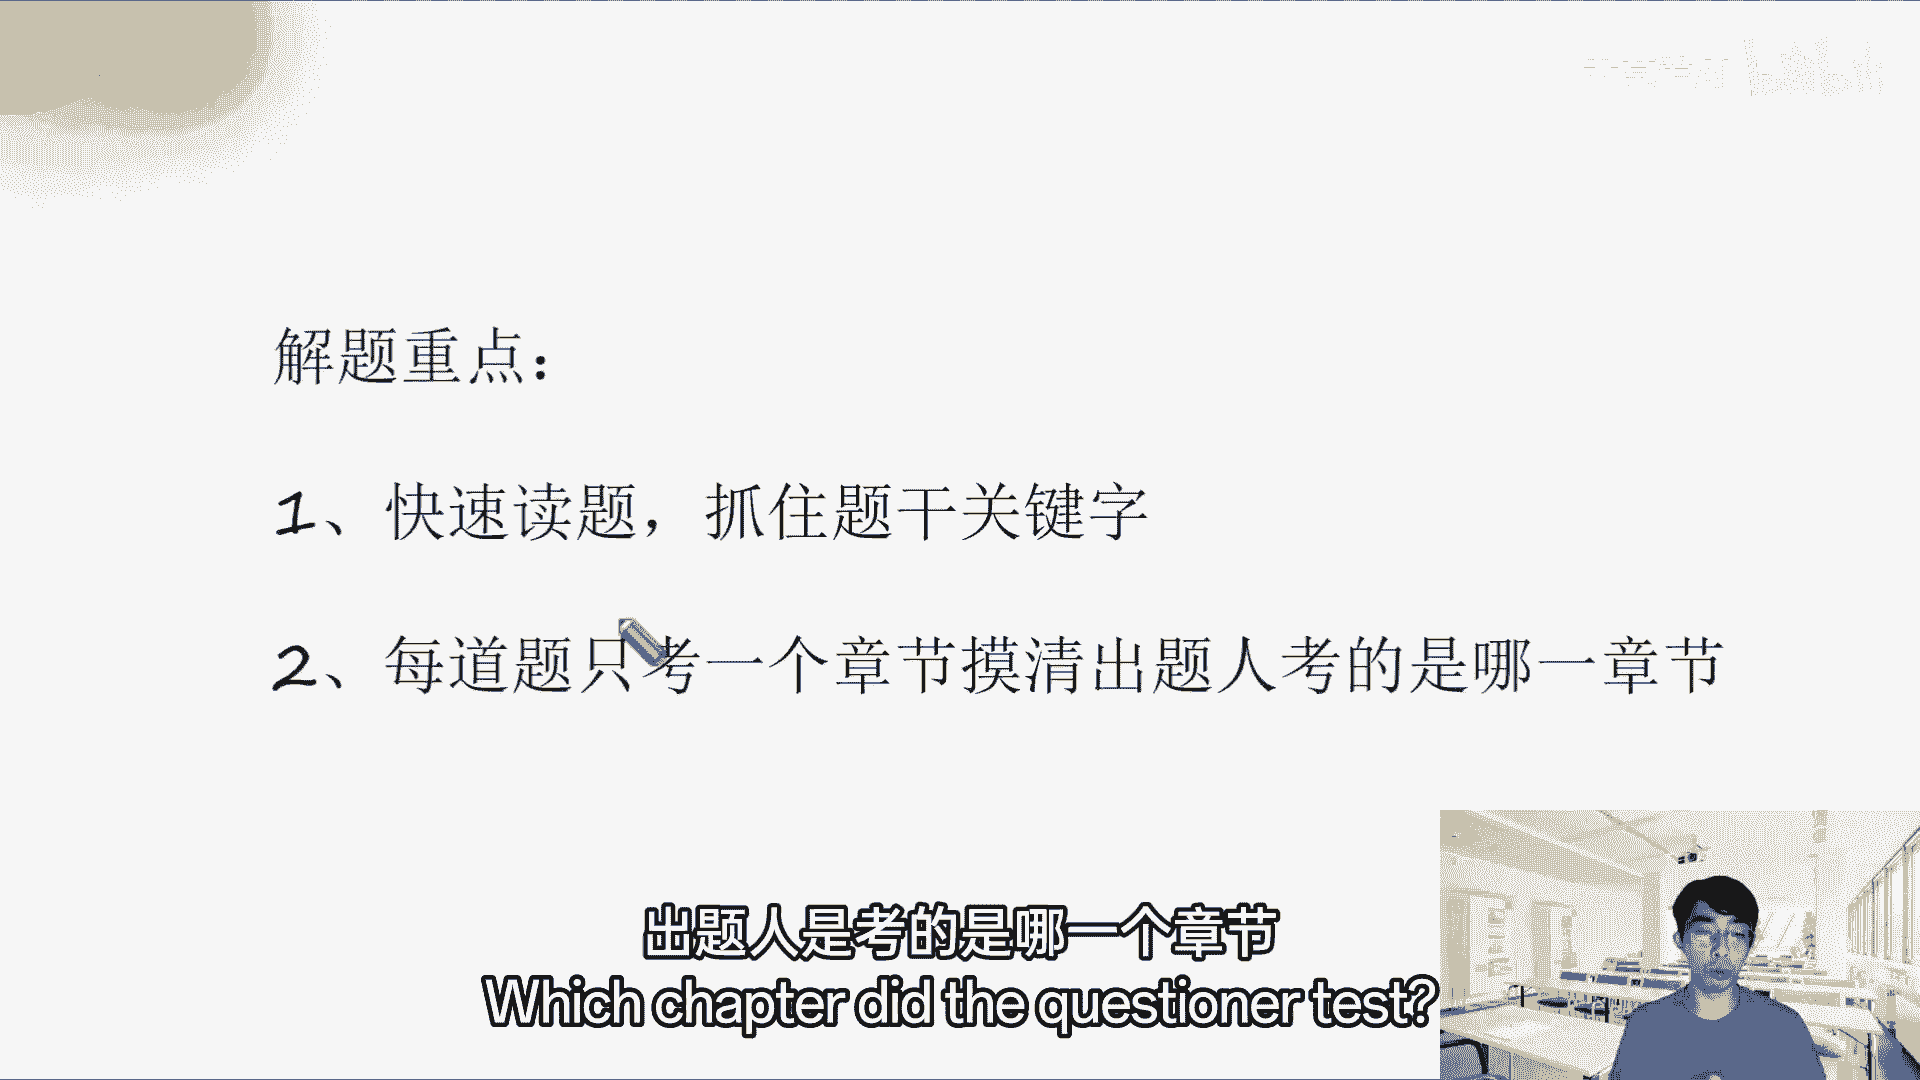 解题重点：
1、快速读题，抓住题干关键字
2、每道题只考一个章节摸清出题人考的是哪一章节
出题人是考的是哪一个章节
Which chapter did the questioner test?